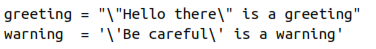 greeting = "\"Hello there\" is a greeting"
warning  = '\'Be careful\' is a warning'